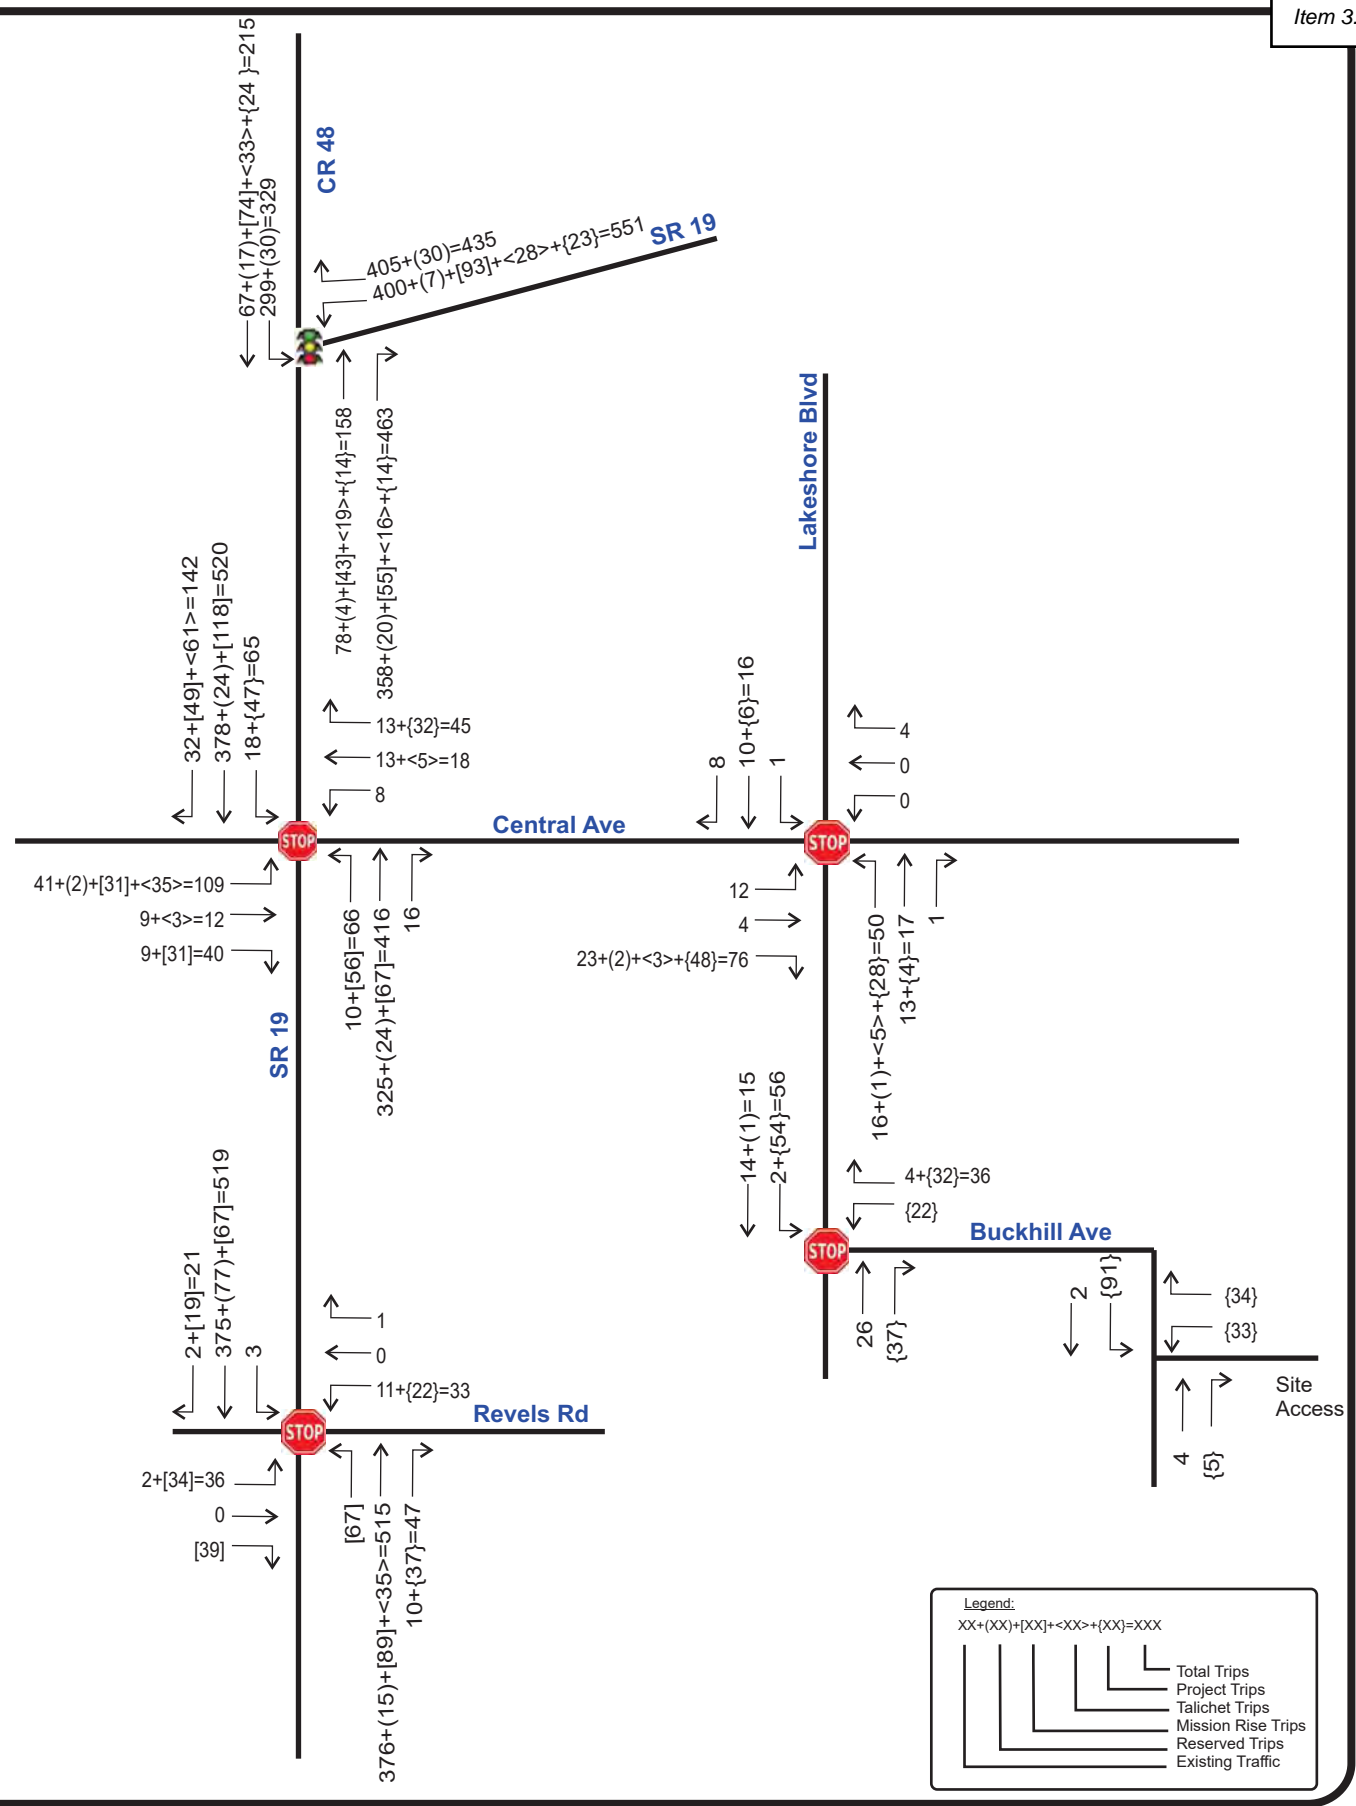 Item 3.
67+(17)+[74]+<33>+{24 }=215
299+(30)=329
CR 48
405+(30)=435
400+(7)+[93]+<28>+{23}=551
SR 19
78+(4)+[43]+<19>+{14}=158
358+(20)+[55]+<16>+{14}=463
Lakeshore Blvd
32+[49]+<61>=142
378+(24)+[118]=520
18+{47}=65
13+{32}=45
13+<5>=18
8
8
10+{6}=16
1
4
0
0
STOP
Central Ave
STOP
41+(2)+[31]+<35>=109
9+<3>=12
9+[31]=40
10+[56]=66
325+(24)+[67]=416
16
12
4
23+(2)+<3>+{48}=76
16+(1)+<5>+{28}=50
13+{4}=17
1
SR 19
14+(1)=15
2+{54}=56
4+{32}=36
{22}
STOP
Buckhill Ave
26
{37}
2
{91}
{34}
{33}
Site
Access
4
{5}
2+[19]=21
375+(77)+[67]=519
3
1
0
11+{22}=33
STOP
Revels Rd
2+[34]=36
0
[39]
[67]
376+(15)+[89]+<35>=515
10+{37}=47
Legend:
XX+(XX)+[XX]+<XX>+{XX}=XXX
Total Trips
Project Trips
Talichet Trips
Mission Rise Trips
Reserved Trips
Existing Traffic